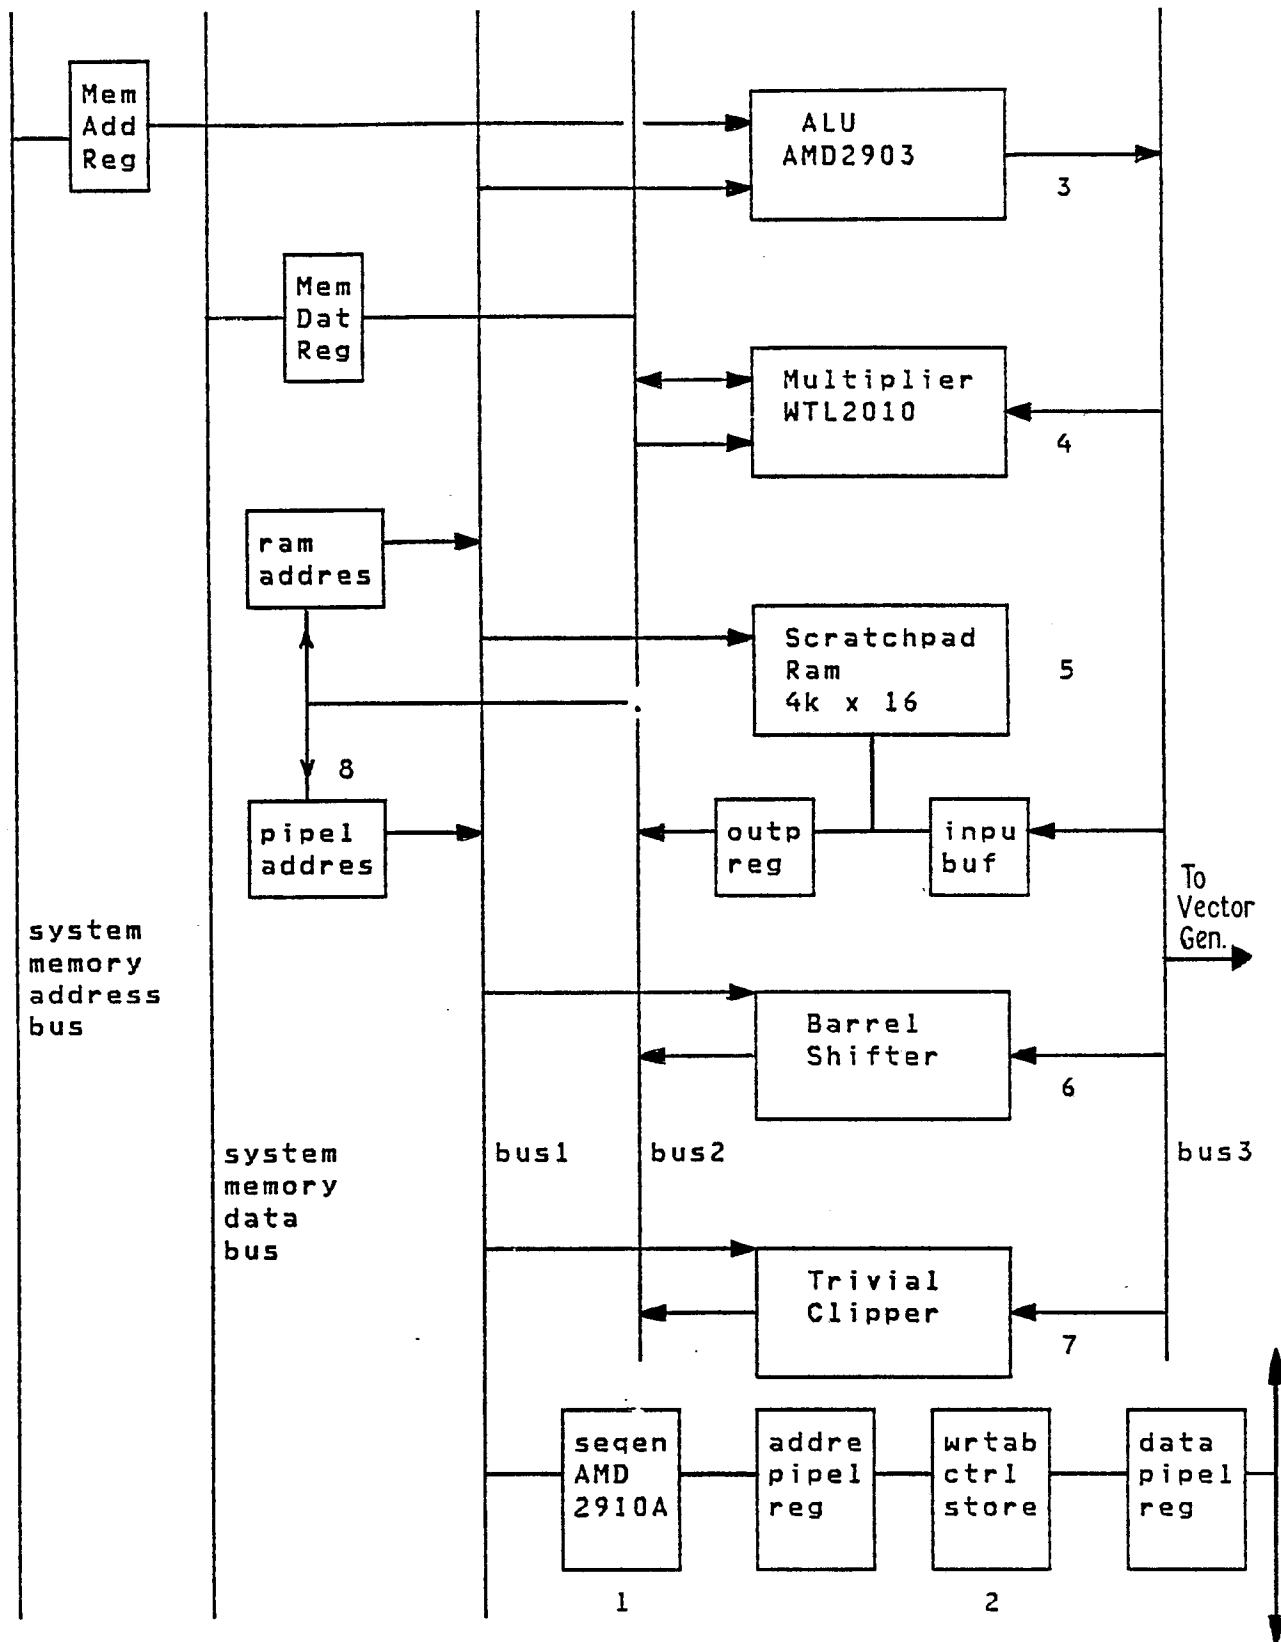 Mem
Add
Reg
ALU
AMD2903
3
Mem
Dat
Reg
Multiplier
WTL2010
4
ram
addres
Scratchpad
Ram
4k x 16
5
8
pipel
addres
outp
reg
inpu
buf
To
Vector
Gen.
system
memory
address
bus
Barrel
Shifter
6
system
memory
data
bus
bus1
bus2
bus3
Trivial
Clipper
7
seqen
AMD
2910A
addre
pipel
reg
wrtab
ctrl
store
data
pipel
reg
1
2